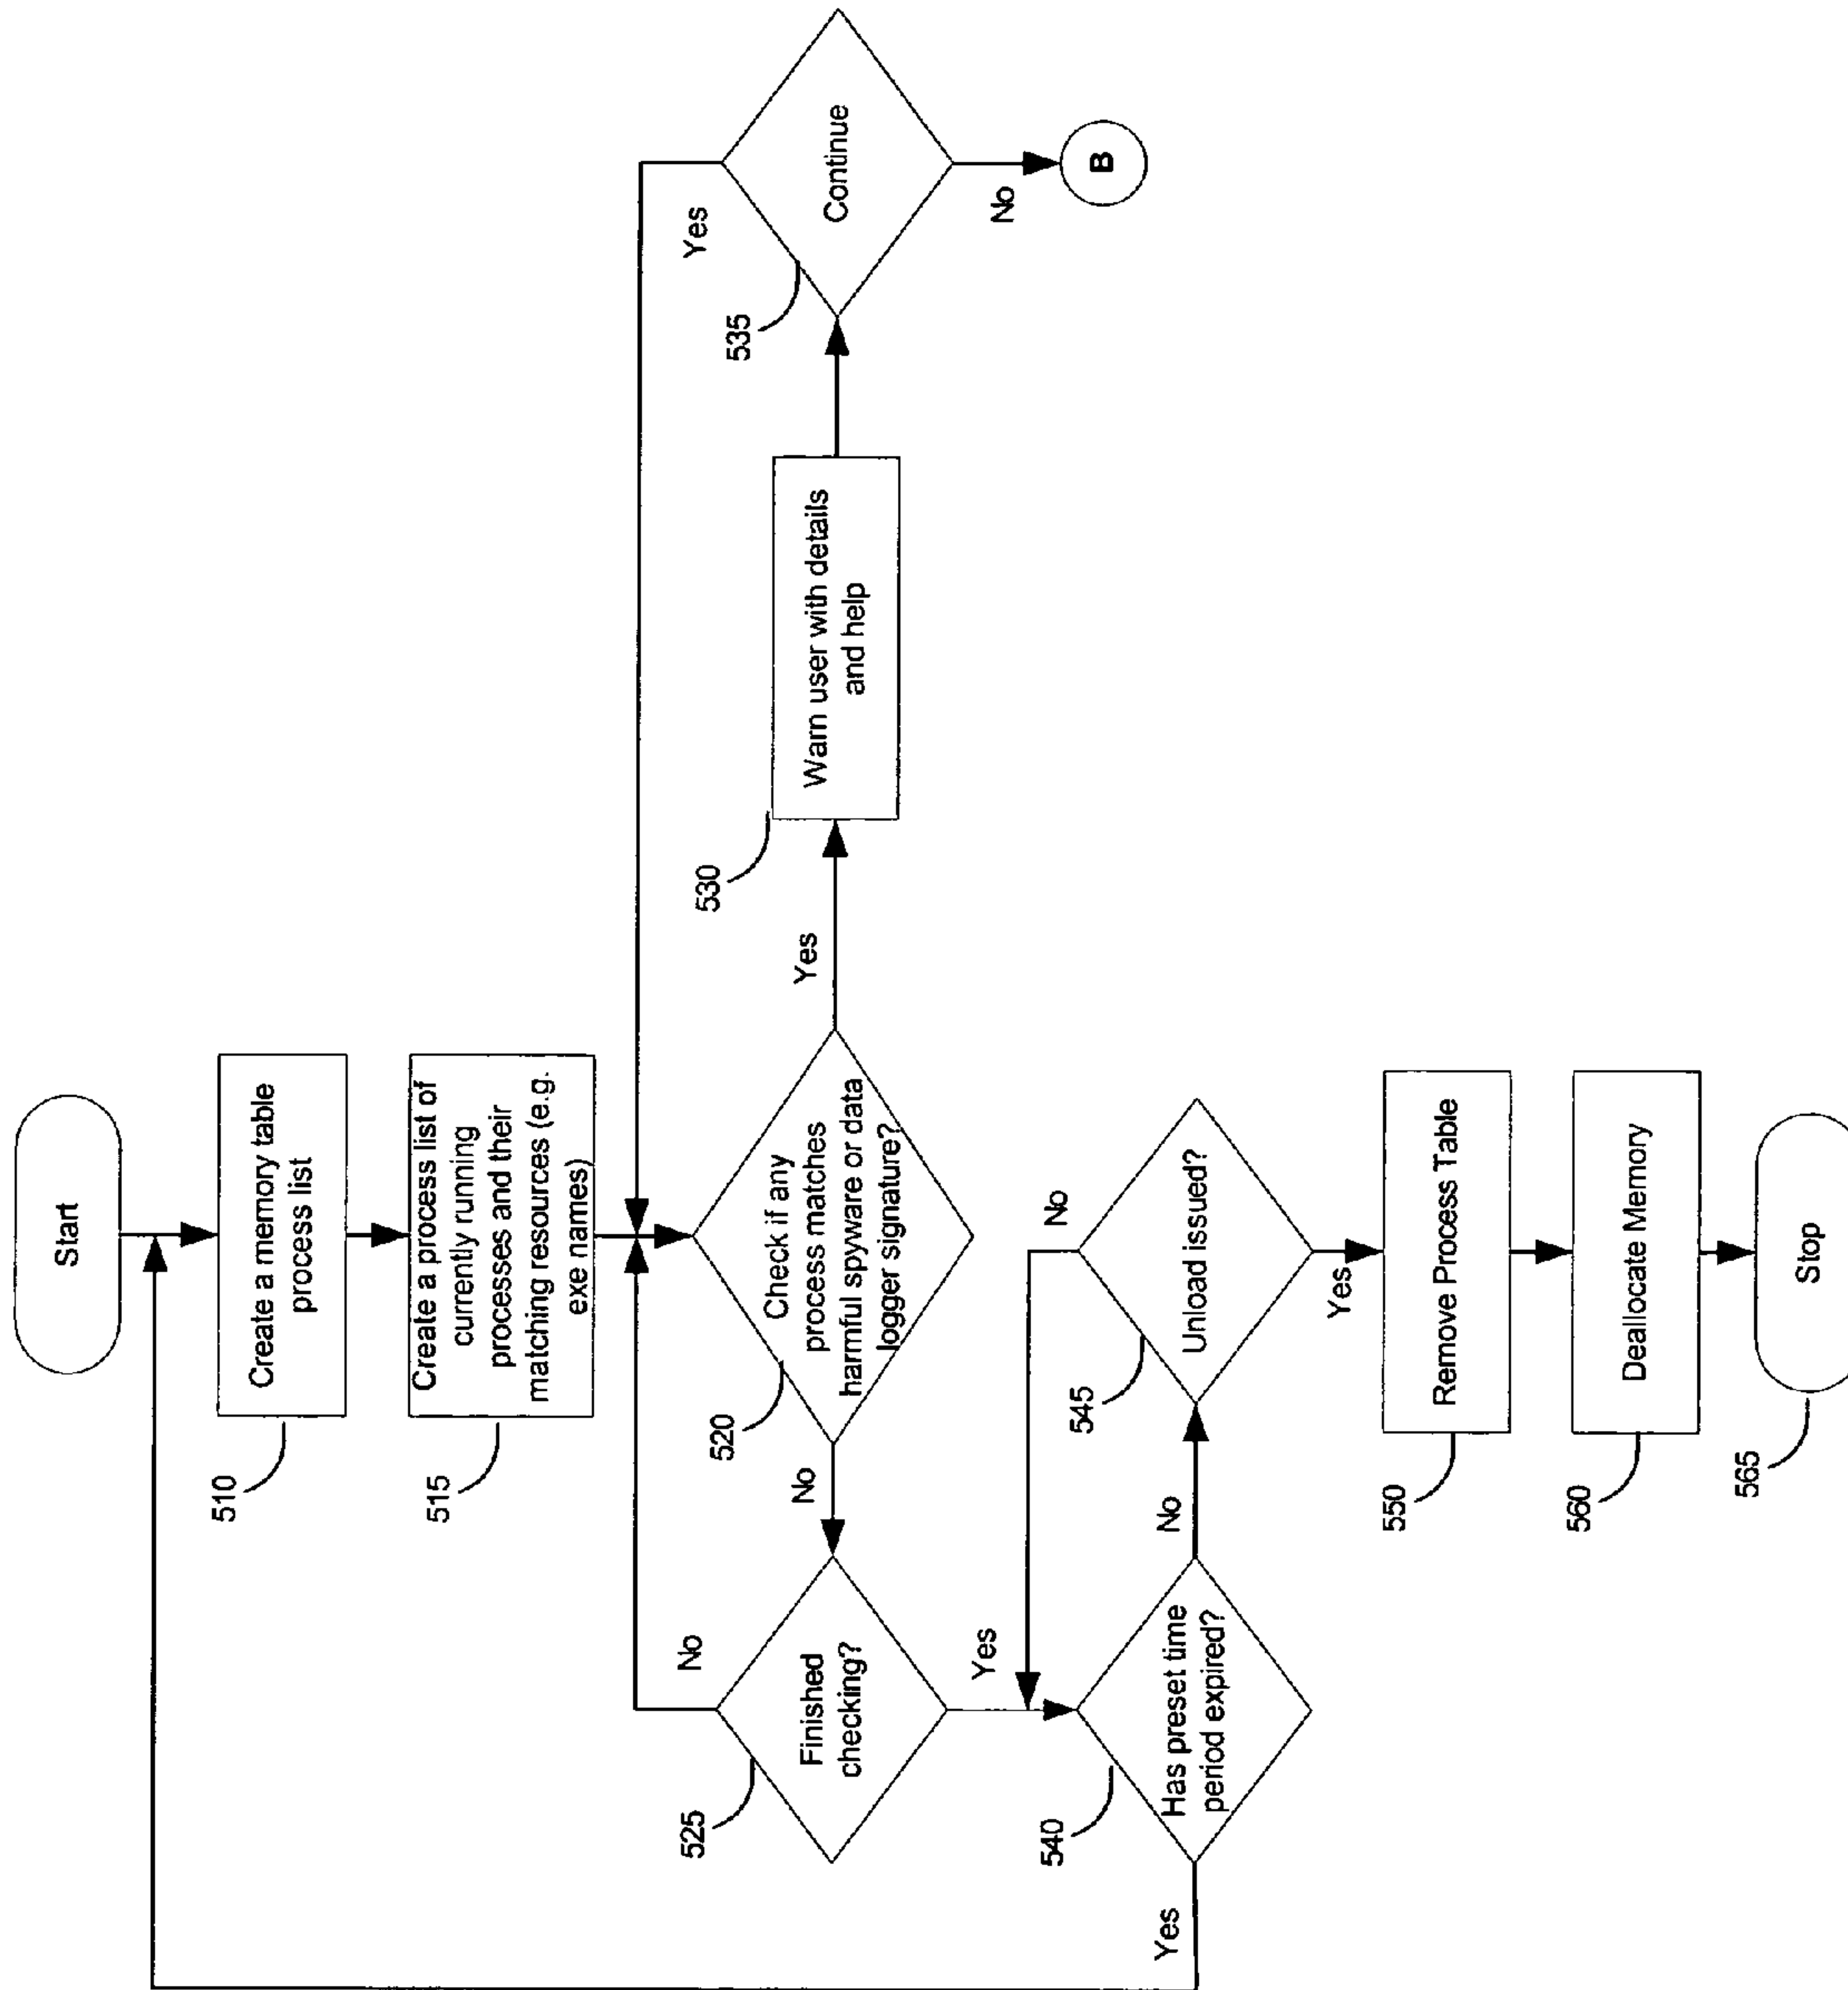 Start
Create a memory table
process list
510
Create a process list of
currently running
processes and their
matching resources (e.g.
exe names)
515
Check if any
process matches
harmful spyware or data
logger signature?
520
Yes
No
Warn user with details
and help
530
Continue
535
Yes
No
B
Finished
checking?
525
No
Yes
Has preset time
period expired?
540
Yes
No
Unload issued?
545
No
Yes
Remove Process Table
550
Deallocate Memory
560
Stop
565